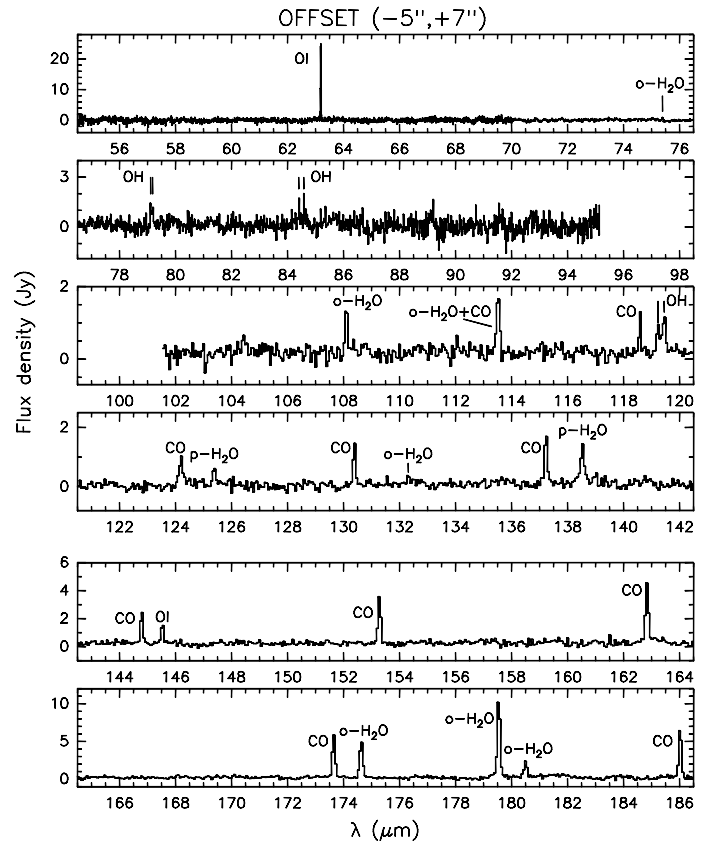 OFFSET (−5",+7")
20
10
0
OI
o−H₂O
56 58 60 62 64 66 68 70 72 74 76
3
0
OH
OH
78 80 82 84 86 88 90 92 94 96 98
Flux density (Jy)
2
1
0
o−H₂O
o−H₂O+CO
CO
OH
100 102 104 106 108 110 112 114 116 118 120
2
0
CO
p−H₂O
CO
o−H₂O
CO
p−H₂O
122 124 126 128 130 132 134 136 138 140 142
6
4
2
0
CO
OI
CO
CO
144 146 148 150 152 154 156 158 160 162 164
10
5
0
CO
o−H₂O
o−H₂O
o−H₂O
CO
166 168 170 172 174 176 178 180 182 184 186
λ (μm)